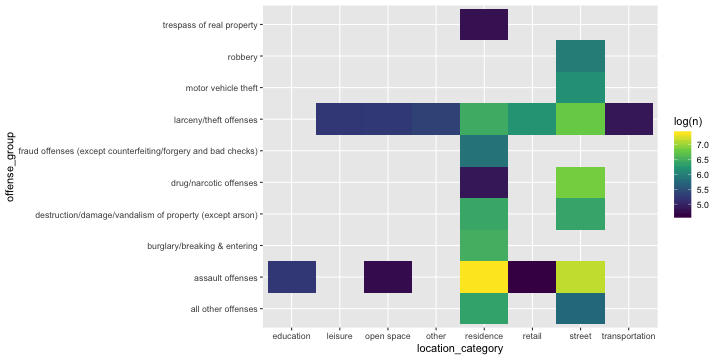 offense_group
trespass of real property
robbery
motor vehicle theft
larceny/theft offenses
fraud offenses (except counterfeiting/forgery and bad checks)
drug/narcotic offenses
destruction/damage/vandalism of property (except arson)
burglary/breaking & entering
assault offenses
all other offenses
education leisure open space other residence retail street transportation
location_category
log(n)
7.0
6.5
6.0
5.5
5.0